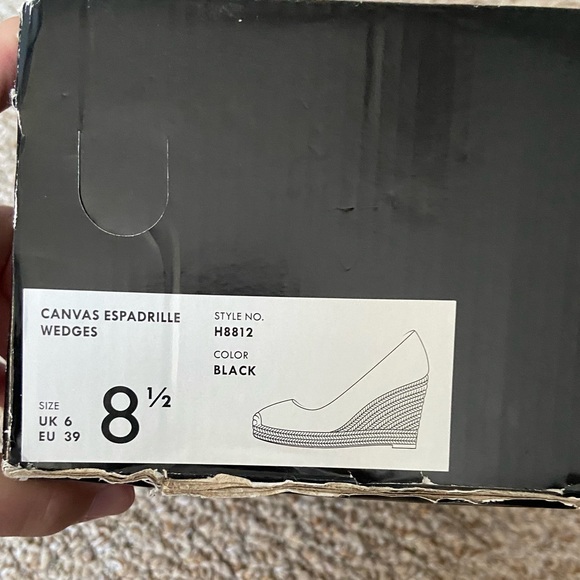 CANVAS ESPADRILLE
WEDGES
STYLE NO.
H8812
COLOR
BLACK
SIZE
UK 6
EU 39
8 ½